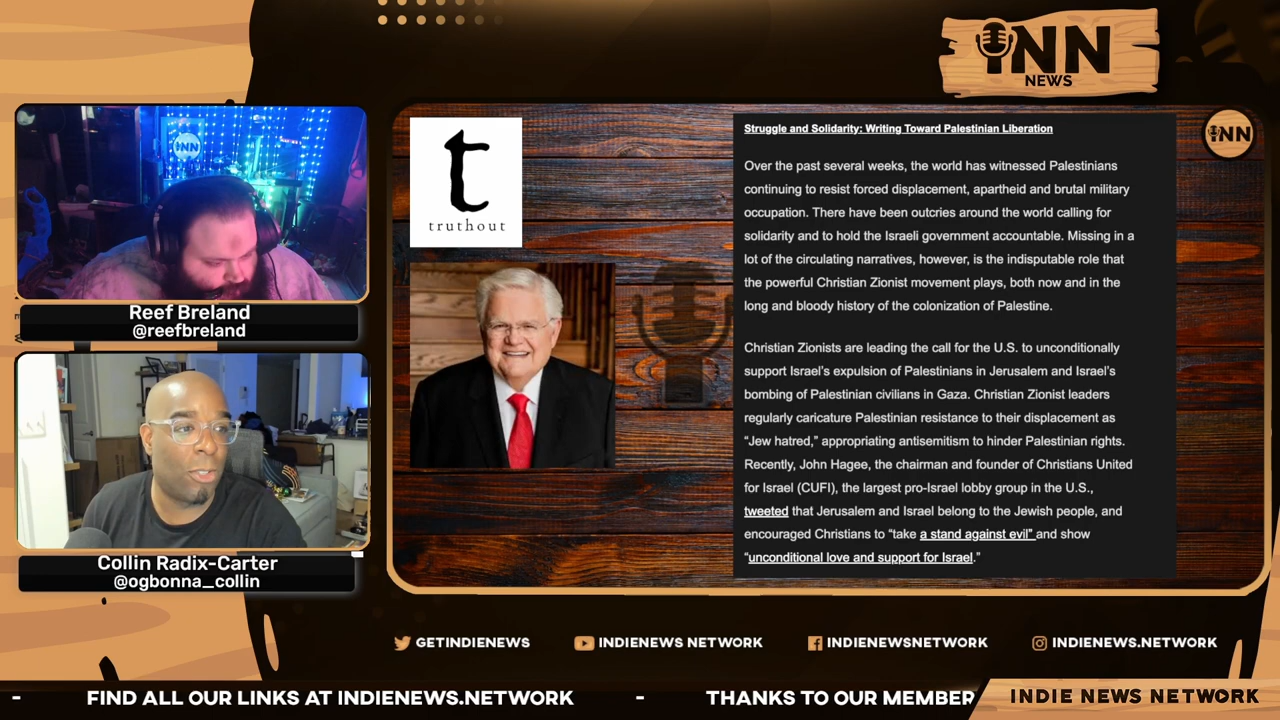 INN
NEWS
INN
Reef Breland
@reefbreland
Collin Radix-Carter
@ogbonna_collin
t
truthout
Struggle and Solidarity: Writing Toward Palestinian Liberation
Over the past several weeks, the world has witnessed Palestinians
continuing to resist forced displacement, apartheid and brutal military
occupation. There have been outcries around the world calling for
solidarity and to hold the Israeli government accountable. Missing in a
lot of the circulating narratives, however, is the indisputable role that
the powerful Christian Zionist movement plays, both now and in the
long and bloody history of the colonization of Palestine.
Christian Zionists are leading the call for the U.S. to unconditionally
support Israel's expulsion of Palestinians in Jerusalem and Israel's
bombing of Palestinian civilians in Gaza. Christian Zionist leaders
regularly caricature Palestinian resistance to their displacement as
“Jew hatred,” appropriating antisemitism to hinder Palestinian rights.
Recently, John Hagee, the chairman and founder of Christians United
for Israel (CUFI), the largest pro-Israel lobby group in the U.S.,
tweeted that Jerusalem and Israel belong to the Jewish people, and
encouraged Christians to “take a stand against evil” and show
“unconditional love and support for Israel.”
INN
GETINDIENEWS
INDIENEWS NETWORK
INDIENEWSNETWORK
INDIENEWS.NETWORK
- FIND ALL OUR LINKS AT INDIENEWS.NETWORK - THANKS TO OUR MEMBER
INDIE NEWS NETWORK